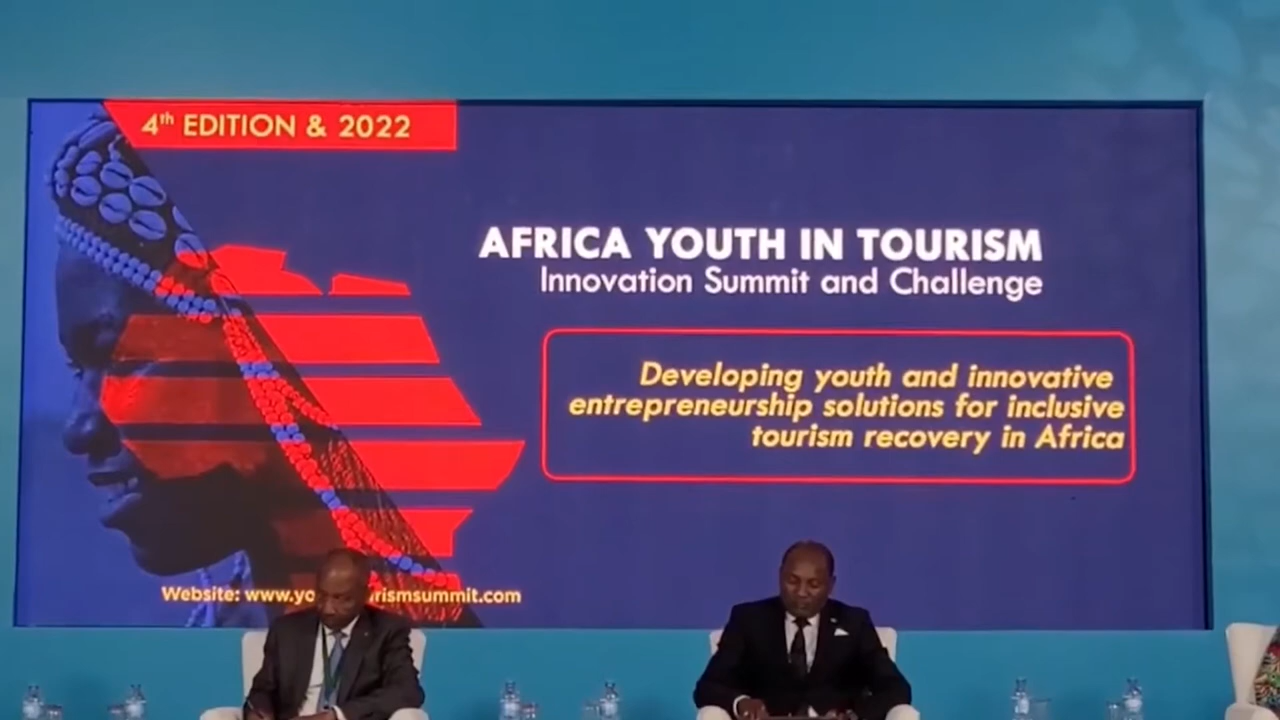 4th EDITION & 2022
AFRICA YOUTH IN TOURISM
Innovation Summit and Challenge
Developing youth and innovative
entrepreneurship solutions for inclusive
tourism recovery in Africa
Website: